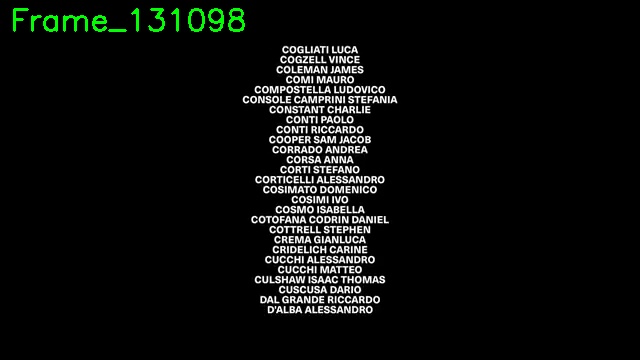 Frame_131098
COGLIATI LUCA
COGZELL VINCE
COLEMAN JAMES
COMI MAURO
COMPOSTELLA LUDOVICO
CONSOLE CAMPRINI STEFANIA
CONSTANT CHARLIE
CONTI PAOLO
CONTI RICCARDO
COOPER SAM JACOB
CORRADO ANDREA
CORSA ANNA
CORTI STEFANO
CORTICELLI ALESSANDRO
COSIMATO DOMENICO
COSIMI IVO
COSMO ISABELLA
COTOFANA CODRIN DANIEL
COTTRELL STEPHEN
CREMA GIANLUCA
CRIDELICH CARINE
CUCCHI ALESSANDRO
CUCCHI MATTEO
CULSHAW ISAAC THOMAS
CUSCUSA DARIO
DAL GRANDE RICCARDO
D'ALBA ALESSANDRO